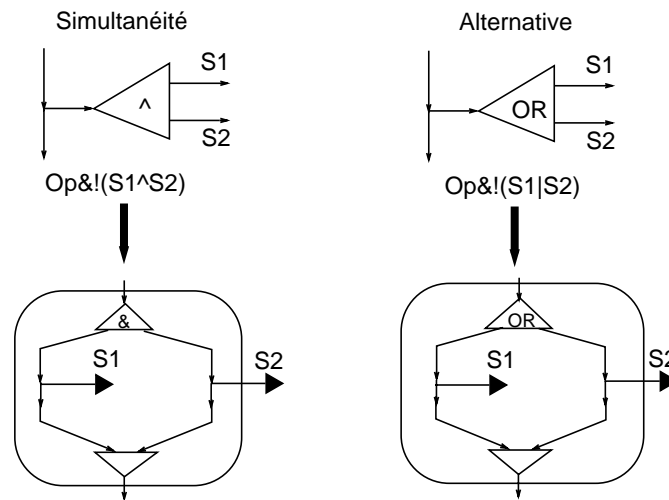 Simultanéité
S1
^
S2
Op&!(S1^S2)
&
S1
S2
Alternative
S1
OR
S2
Op&!(S1|S2)
OR
S1
S2